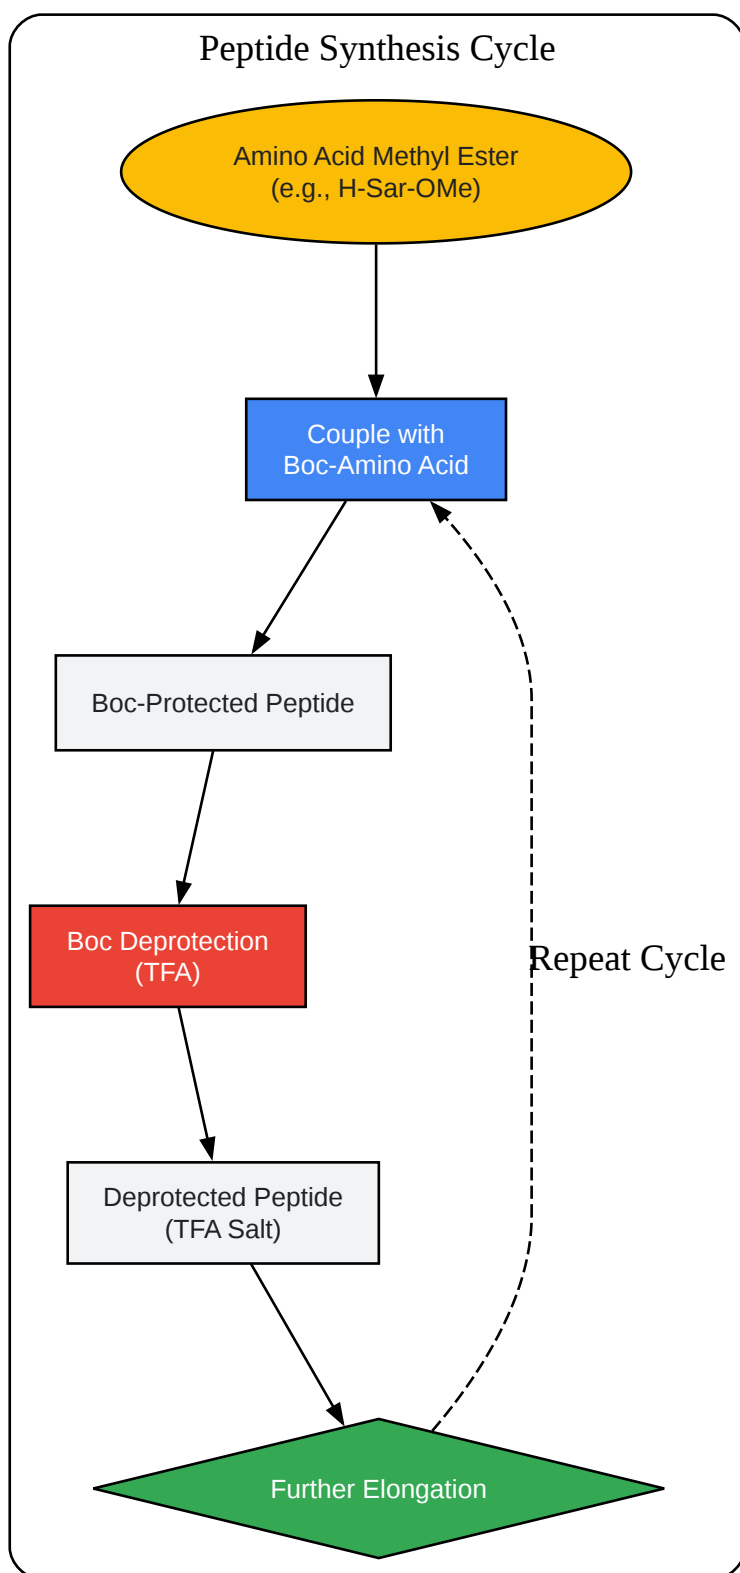 Peptide Synthesis Cycle
Amino Acid Methyl Ester
(e.g., H-Sar-OMe)
Couple with
Boc-Amino Acid
Boc-Protected Peptide
Boc Deprotection
(TFA)
Repeat Cycle
Deprotected Peptide
(TFA Salt)
Further Elongation